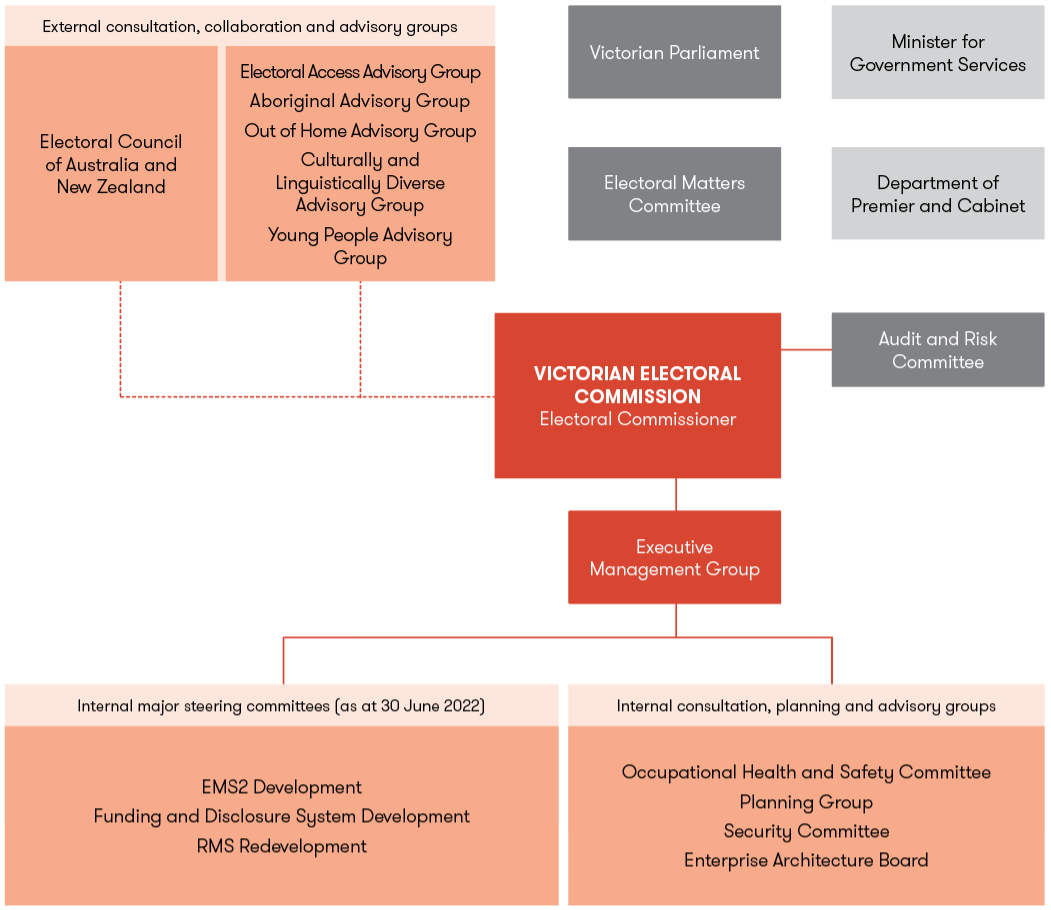 External consultation, collaboration and advisory groups
Electoral Council
of Australia and
New Zealand
Electoral Access Advisory Group
Aboriginal Advisory Group
Out of Home Advisory Group
Culturally and
Linguistically Diverse
Advisory Group
Young People Advisory
Group
Victorian Parliament
Minister for
Government Services
Electoral Matters
Committee
Department of
Premier and Cabinet
VICTORIAN ELECTORAL
COMMISSION
Electoral Commissioner
Audit and Risk
Committee
Executive
Management Group
Internal major steering committees (as at 30 June 2022)
EMS2 Development
Funding and Disclosure System Development
RMS Redevelopment
Internal consultation, planning and advisory groups
Occupational Health and Safety Committee
Planning Group
Security Committee
Enterprise Architecture Board